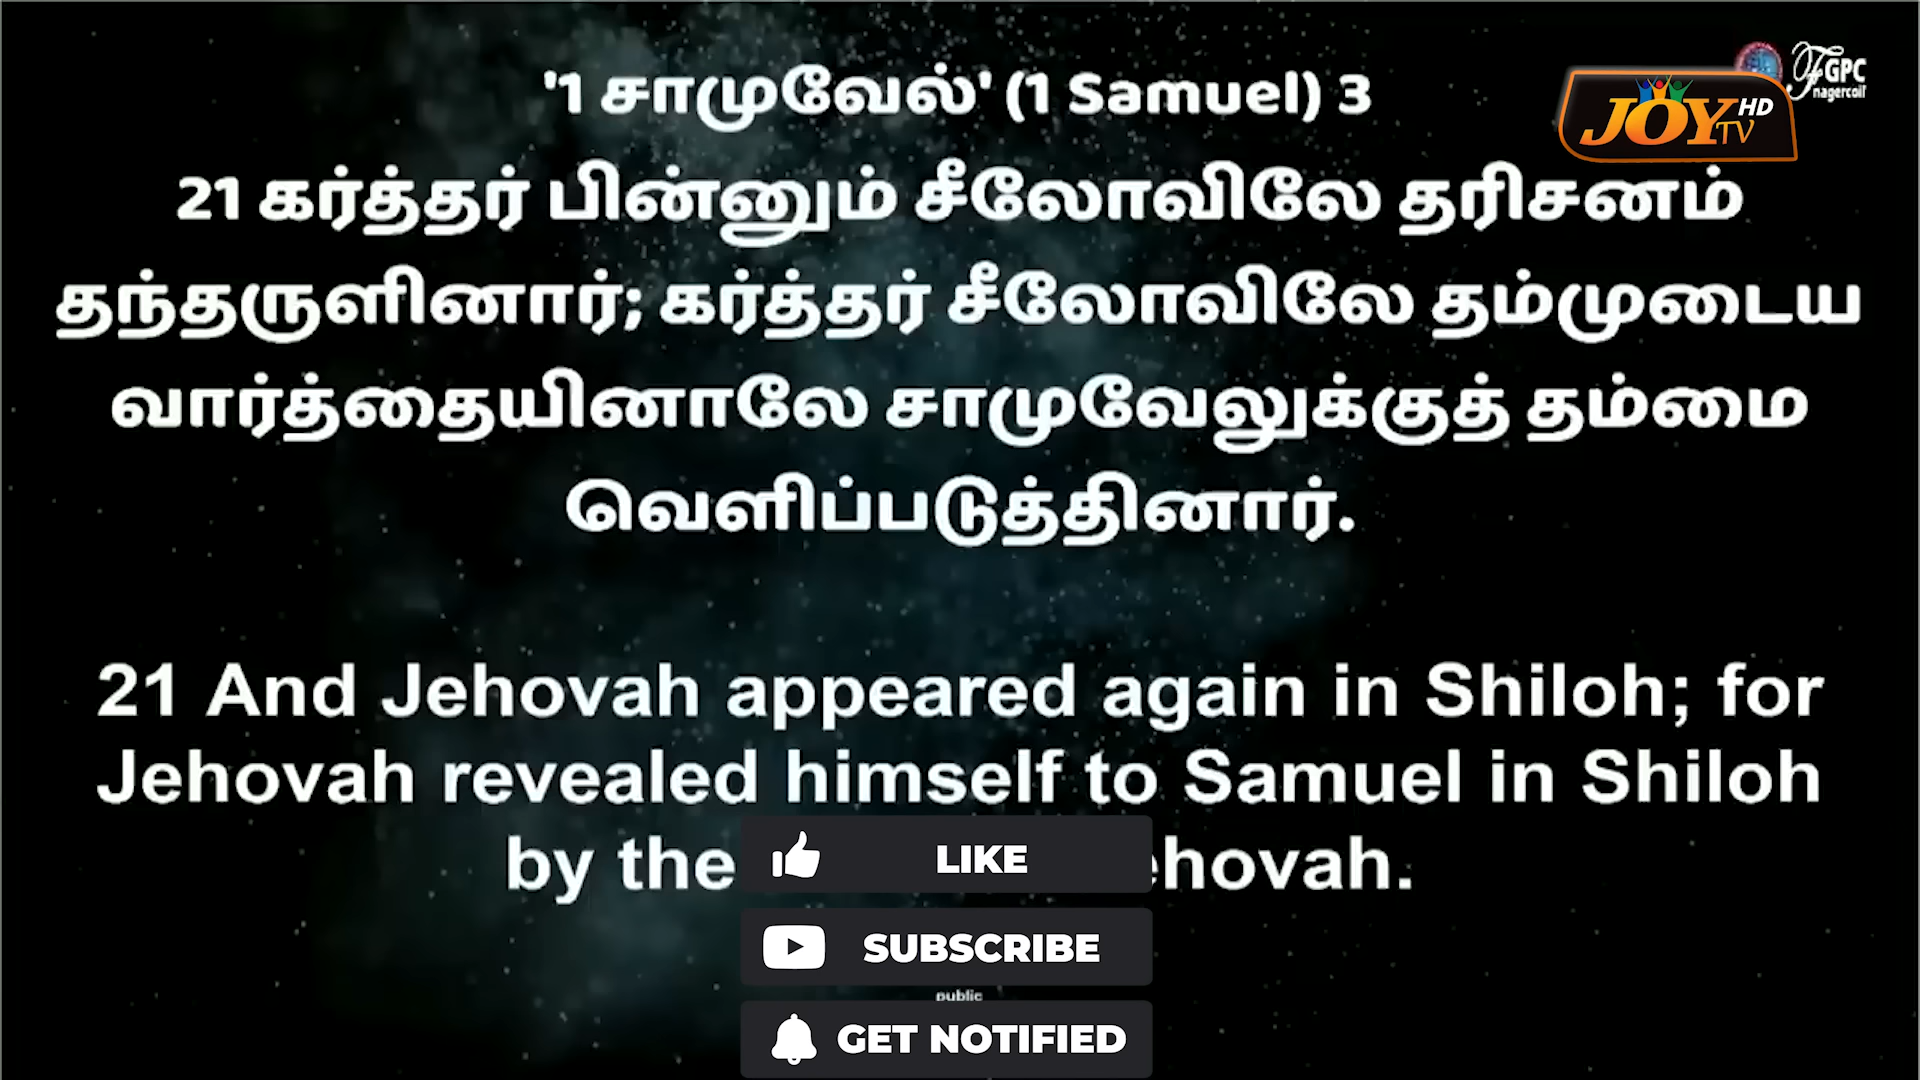 '1 சாமுவேல்' (1 Samuel) 3
FGPC
nagercoil
JOY TV HD
21 கர்த்தர் பின்னும் சீலோவிலே தரிசனம்
தந்தருளினார்; கர்த்தர் சீலோவிலே தம்முடைய
வார்த்தையினாலே சாமுவேலுக்குத் தம்மை
வெளிப்படுத்தினார்.
21 And Jehovah appeared again in Shiloh; for
Jehovah revealed himself to Samuel in Shiloh
by the ehovah.
LIKE
SUBSCRIBE
public
GET NOTIFIED